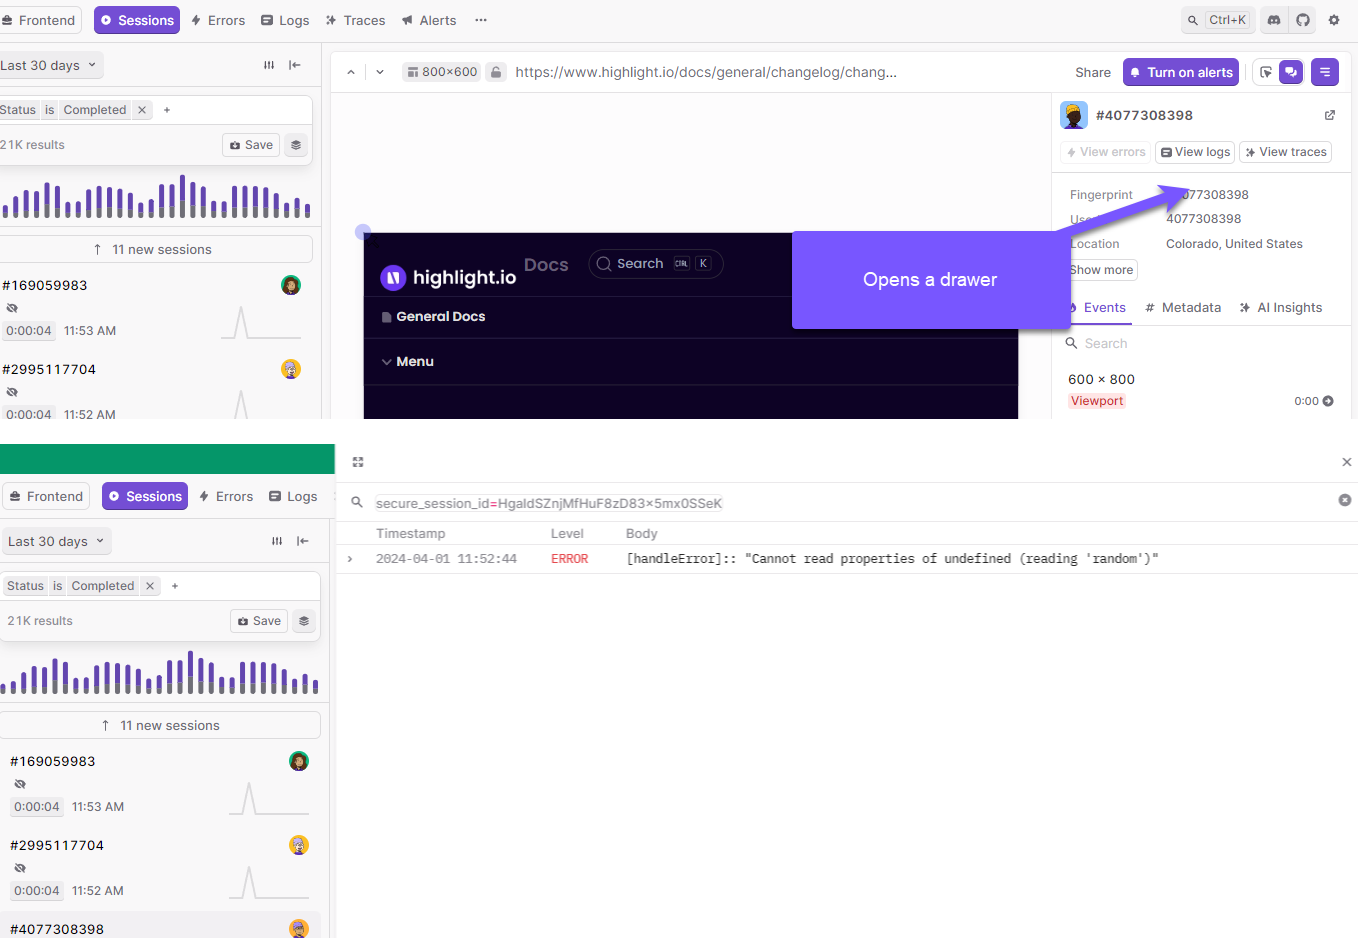 Frontend
Sessions
Errors
Logs
Traces
Alerts
Ctrl+K
Last 30 days
800×600
https://www.highlight.io/docs/general/changelog/chang...
Share
Turn on alerts
Status is Completed
21K results
Save
#4077308398
View errors
View logs
View traces
Fingerprint
077308398
4077308398
Location
Colorado, United States
Show more
Opens a drawer
Events
# Metadata
AI Insights
Search
600 × 800
Viewport
0:00
11 new sessions
#169059983
0:00:04 11:53 AM
#2995117704
0:00:04 11:52 AM
highlight.io
Docs
Search CTRL K
General Docs
Menu
Frontend
Sessions
Errors
Logs
Last 30 days
Status is Completed
21K results
Save
11 new sessions
#169059983
0:00:04 11:53 AM
#2995117704
0:00:04 11:52 AM
#4077308398
secure_session_id=HgaldSZnjMfHuF8zD83×5mx0SSeK
Timestamp Level Body
2024-04-01 11:52:44 ERROR [handleError]:: "Cannot read properties of undefined (reading 'random')"